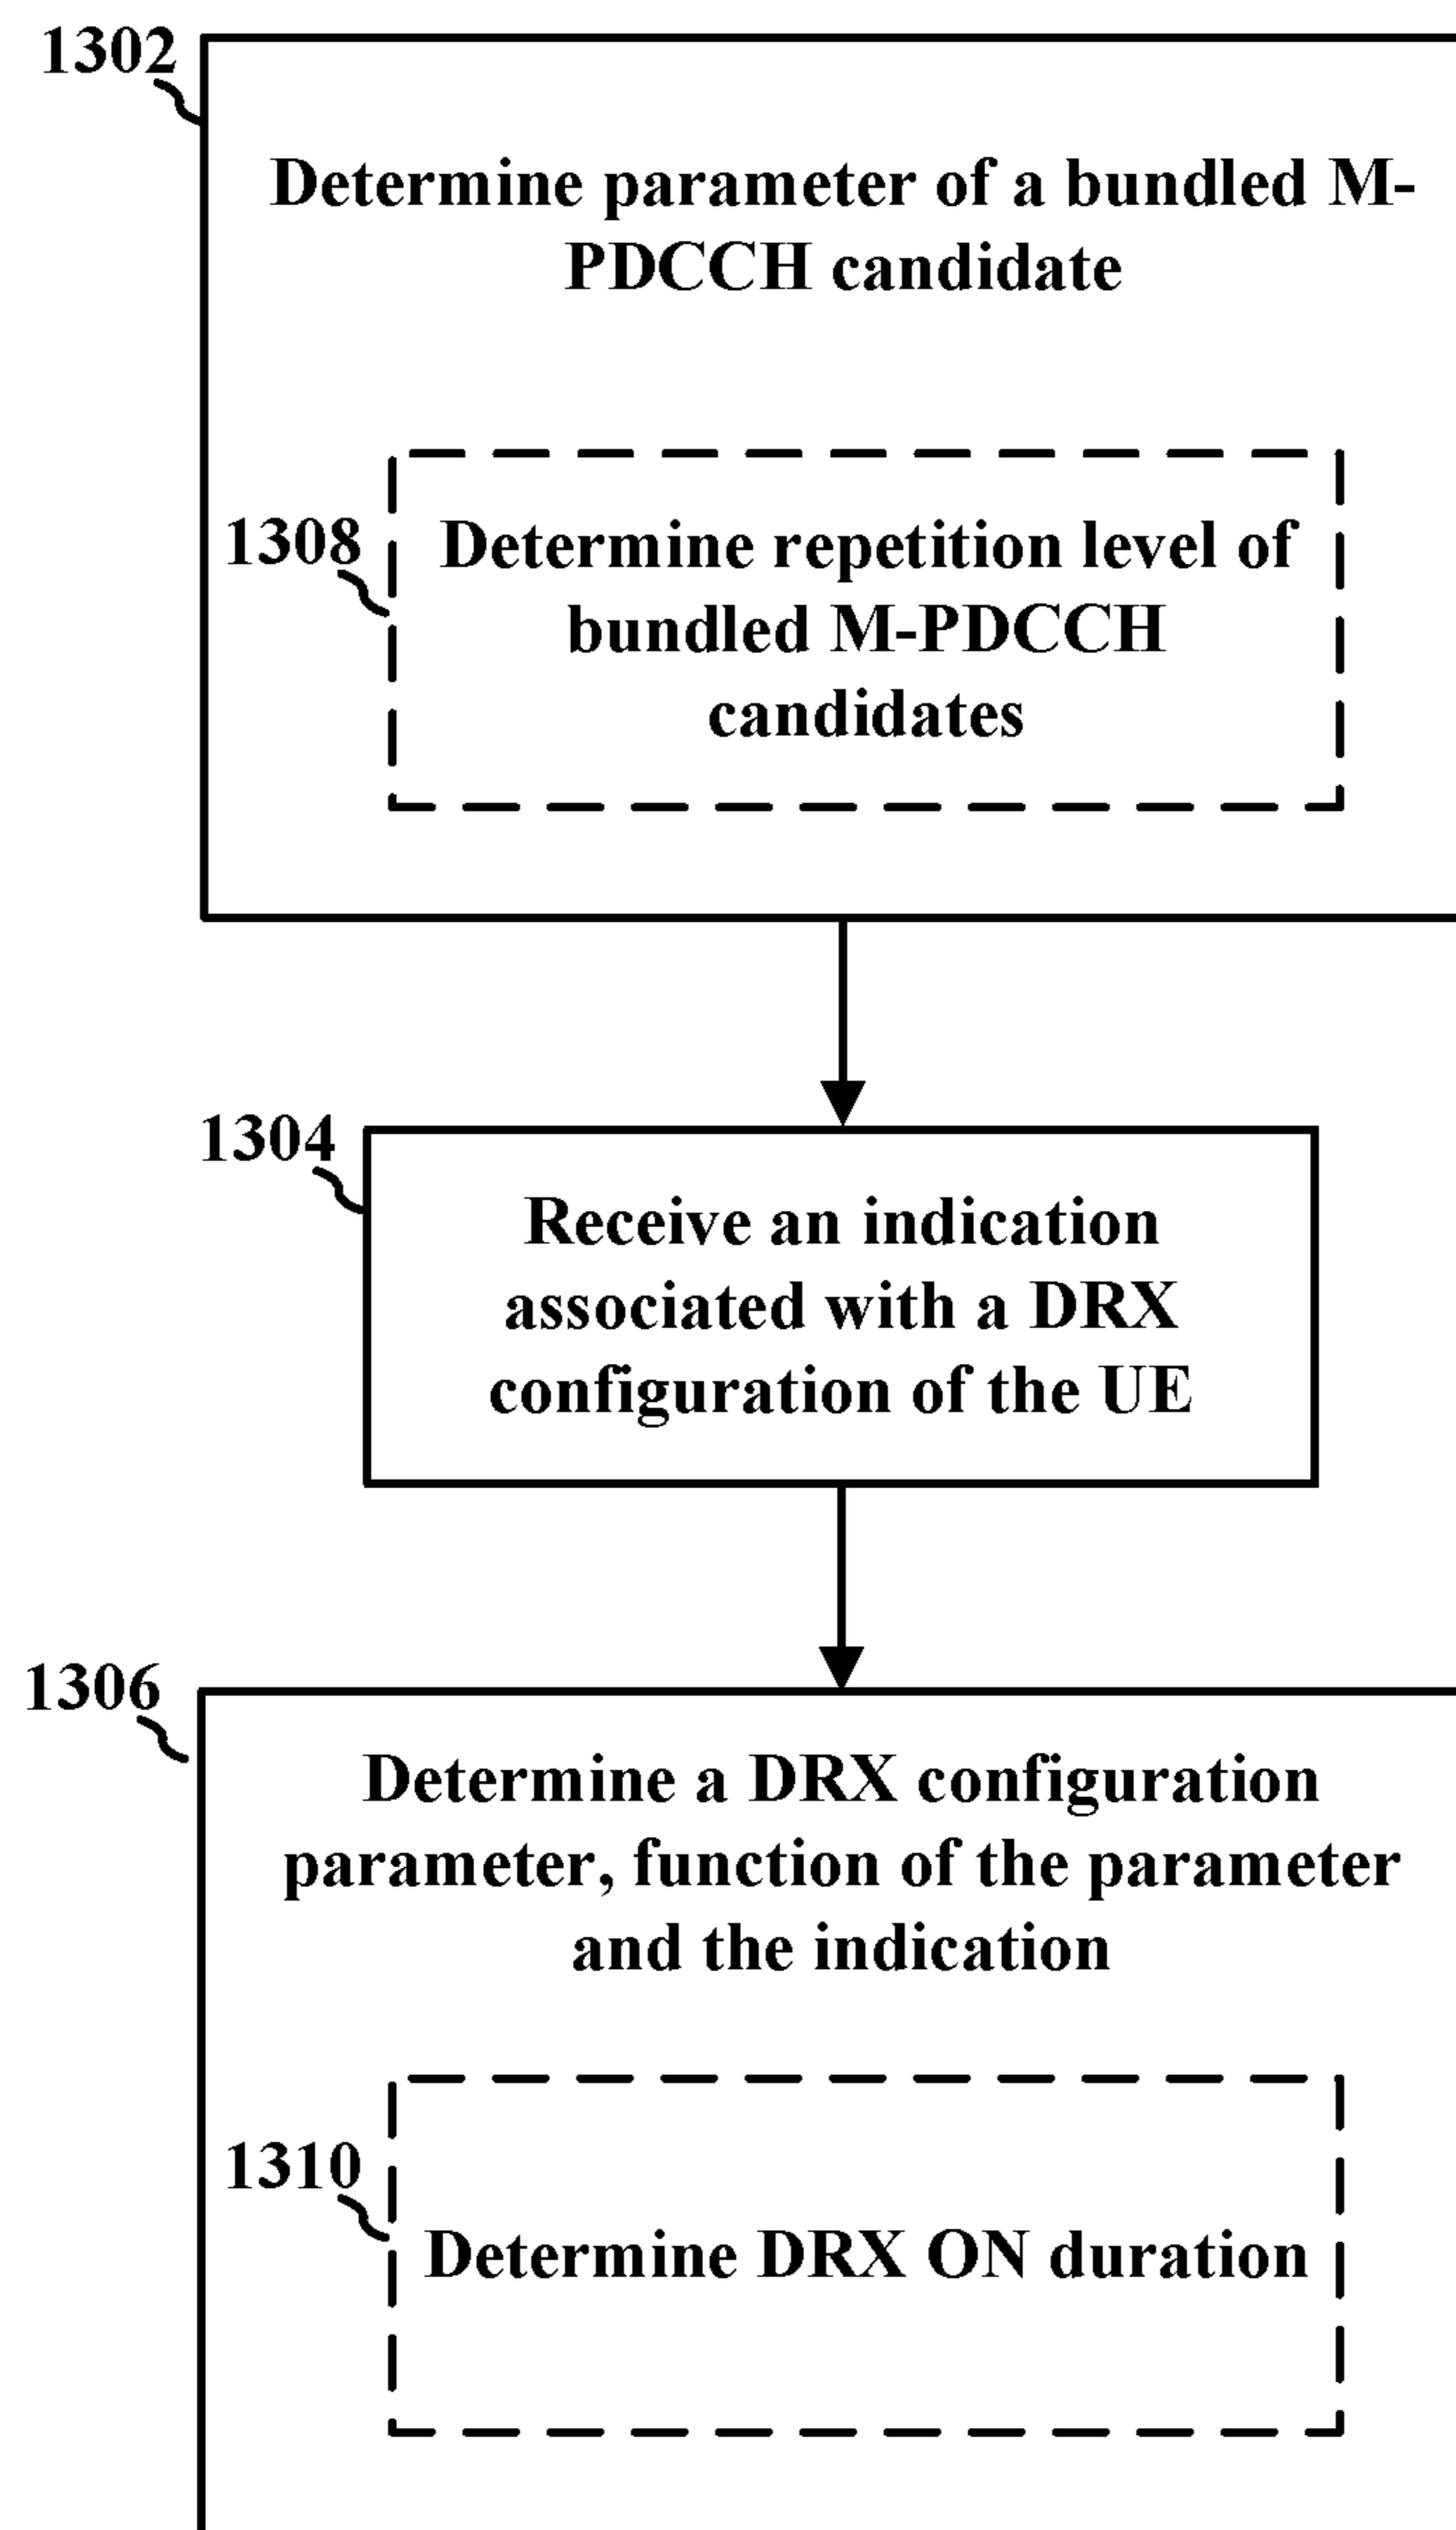 1302
Determine parameter of a bundled M-
PDCCH candidate
1308
Determine repetition level of
bundled M-PDCCH
candidates
1304
Receive an indication
associated with a DRX
configuration of the UE
1306
Determine a DRX configuration
parameter, function of the parameter
and the indication
1310
Determine DRX ON duration